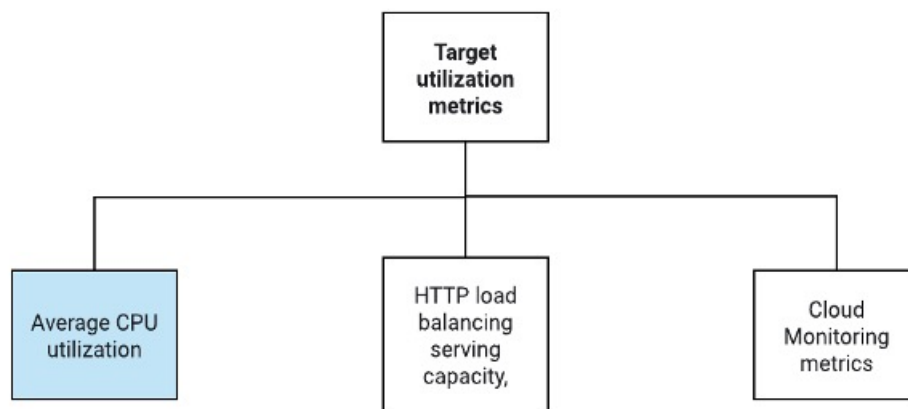 Target
utilization
metrics
Average CPU
utilization
HTTP load
balancing
serving
capacity,
Cloud
Monitoring
metrics